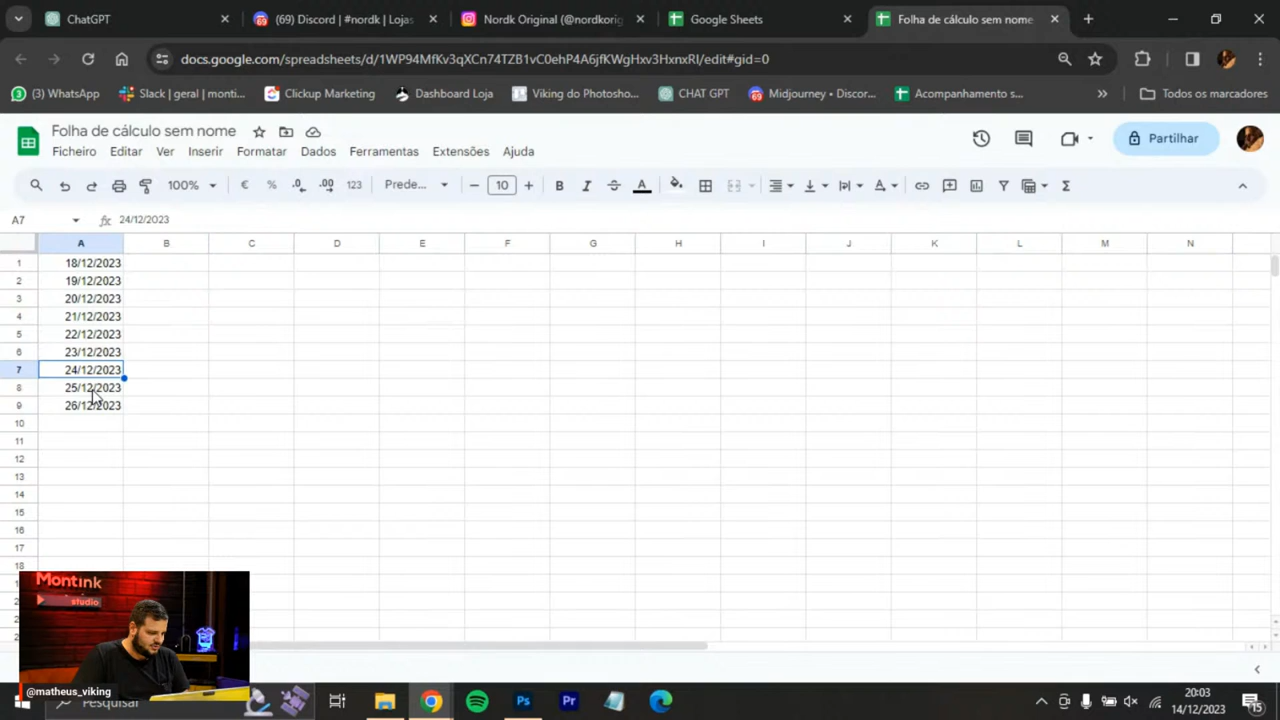 ChatGPT
(69) Discord | #nordk | Lojas
Nordk Original (@nordkorig
Google Sheets
Folha de cálculo sem nome
docs.google.com/spreadsheets/d/1WP94MfKv3qXCn74TZB1vC0ehP4A6jfKWgHxv3HxnxRI/edit#gid=0
(3) WhatsApp
Slack | geral | monti...
Clickup Marketing
Dashboard Loja
Viking do Photosho...
CHAT GPT
Midjourney • Discor...
Acompanhamento s...
»
Todos os marcadores
Folha de cálculo sem nome
Ficheiro Editar Ver Inserir Formatar Dados Ferramentas Extensões Ajuda
Partilhar
100% € % .0 .00 123 Prede... 10 B I S A Σ
A7 fx 24/12/2023
A B C D E F G H I J K L M N
1 18/12/2023
2 19/12/2023
3 20/12/2023
4 21/12/2023
5 22/12/2023
6 23/12/2023
7 24/12/2023
8 25/12/2023
9 26/12/2023
10
11
12
13
14
15
16
17
18
Montink
studio
@matheus_viking
Pesquisar
Ps
Pr
20:03
14/12/2023
15